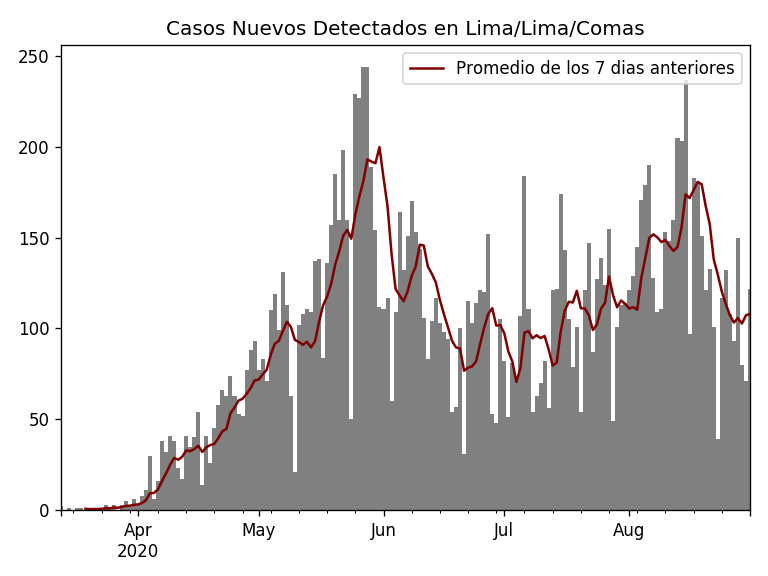 Casos Nuevos Detectados en Lima/Lima/Comas
Promedio de los 7 dias anteriores
250
200
150
100
50
0
Apr
2020
May
Jun
Jul
Aug